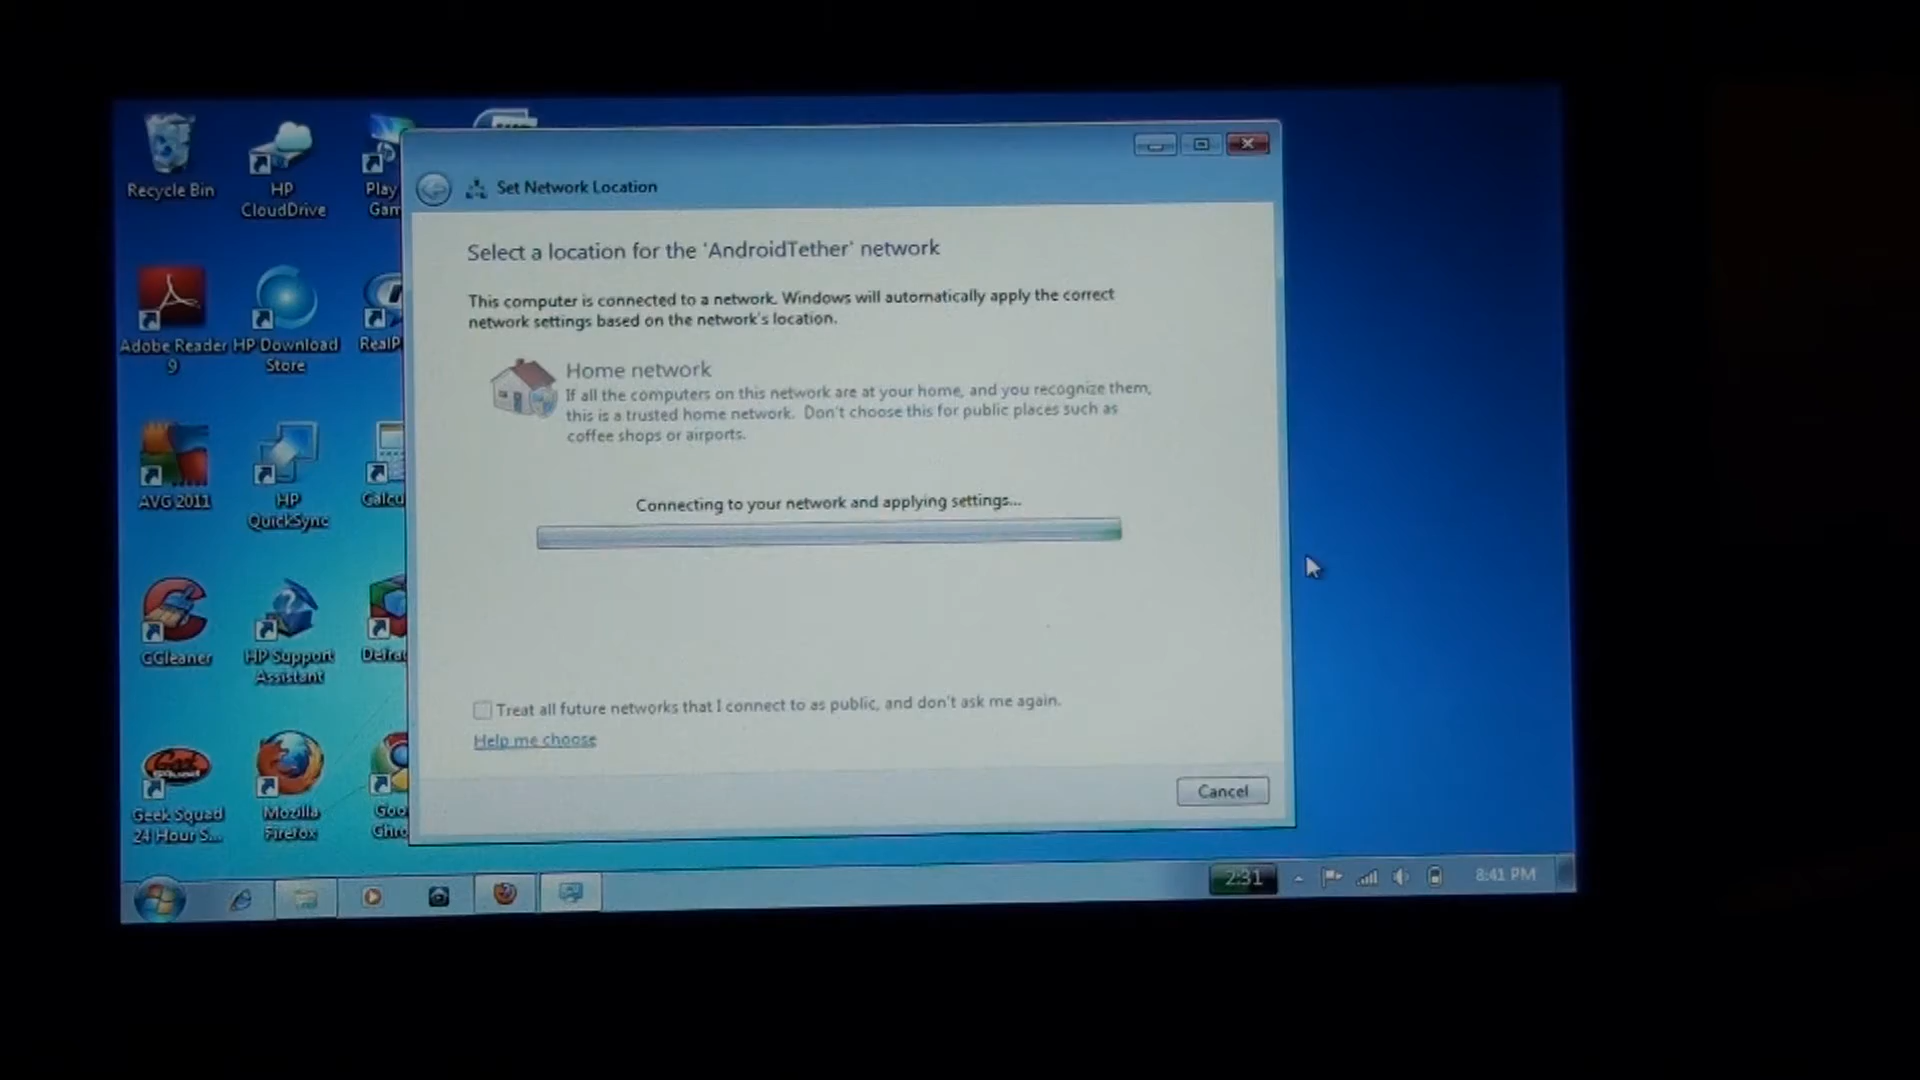 Recycle Bin
HP
CloudDrive
Play
Gam
Adobe Reader
9
HP Download
Store
RealP
AVG 2011
HP
QuickSync
Calcu
CCleaner
HP Support
Assistant
Defra
Geek Squad
24 Hour S...
Mozilla
Firefox
Goo
Chro
Set Network Location
Select a location for the 'AndroidTether' network
This computer is connected to a network. Windows will automatically apply the correct
network settings based on the network's location.
Home network
If all the computers on this network are at your home, and you recognize them,
this is a trusted home network. Don't choose this for public places such as
coffee shops or airports.
Connecting to your network and applying settings...
Treat all future networks that I connect to as public, and don't ask me again.
Help me choose
Cancel
2:31
8:41 PM